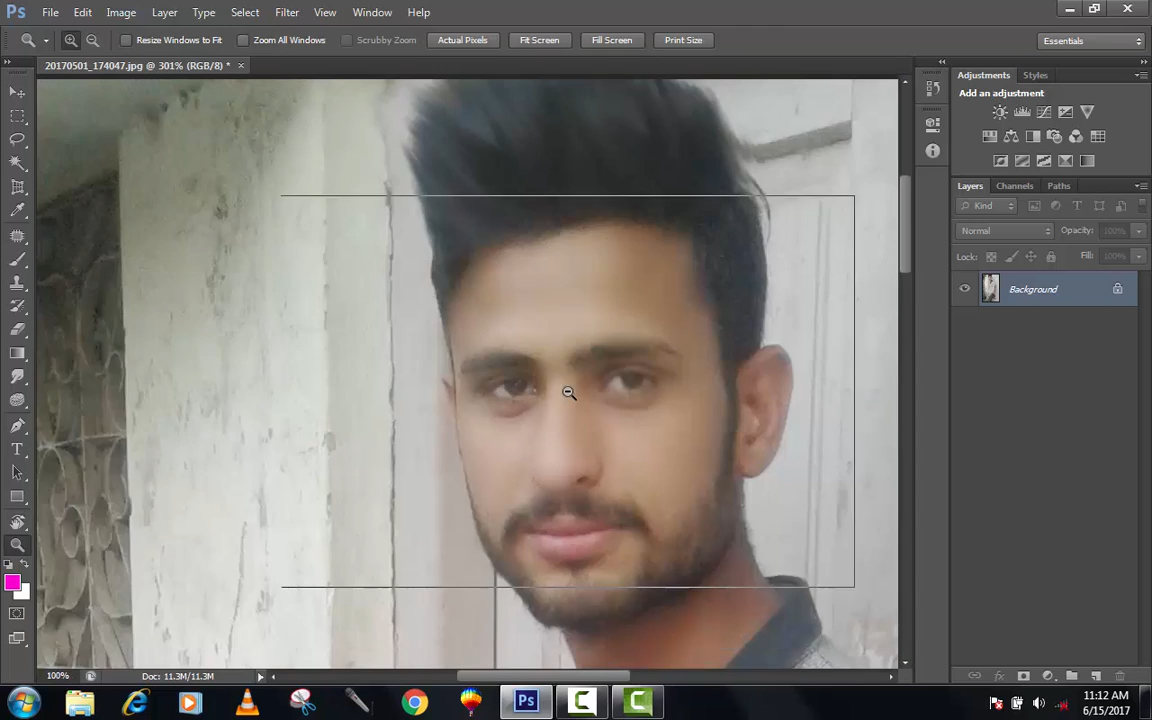 Ps File Edit Image Layer Type Select Filter View Window Help
Resize Windows to Fit Zoom All Windows Scrubby Zoom Actual Pixels Fit Screen Fill Screen Print Size Essentials
20170501_174047.jpg @ 301% (RGB/8) *
Adjustments Styles
Add an adjustment
Layers Channels Paths
Kind
Normal Opacity: 100%
Lock: Fill: 100%
Background
100% Doc: 11.3M/11.3M
Ps
11:12 AM
6/15/2017